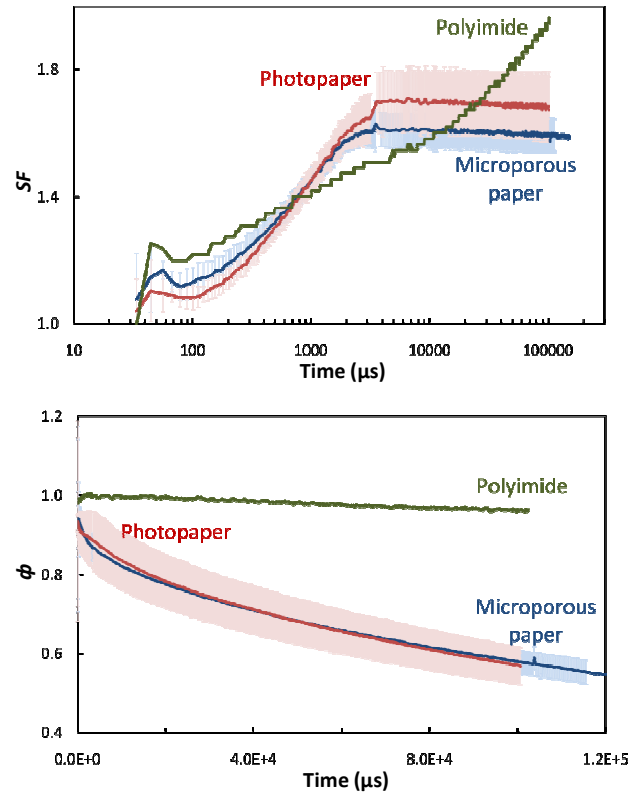 Polyimide
1.8
Photopaper
SF
Microporous
paper
1.4
1.0
10 100 1000 10000 100000
Time (µs)
1.2
1.0
Polyimide
Photopaper
0.8
ϕ
Microporous
paper
0.6
0.4
0.0E+0 4.0E+4 8.0E+4 1.2E+5
Time (µs)